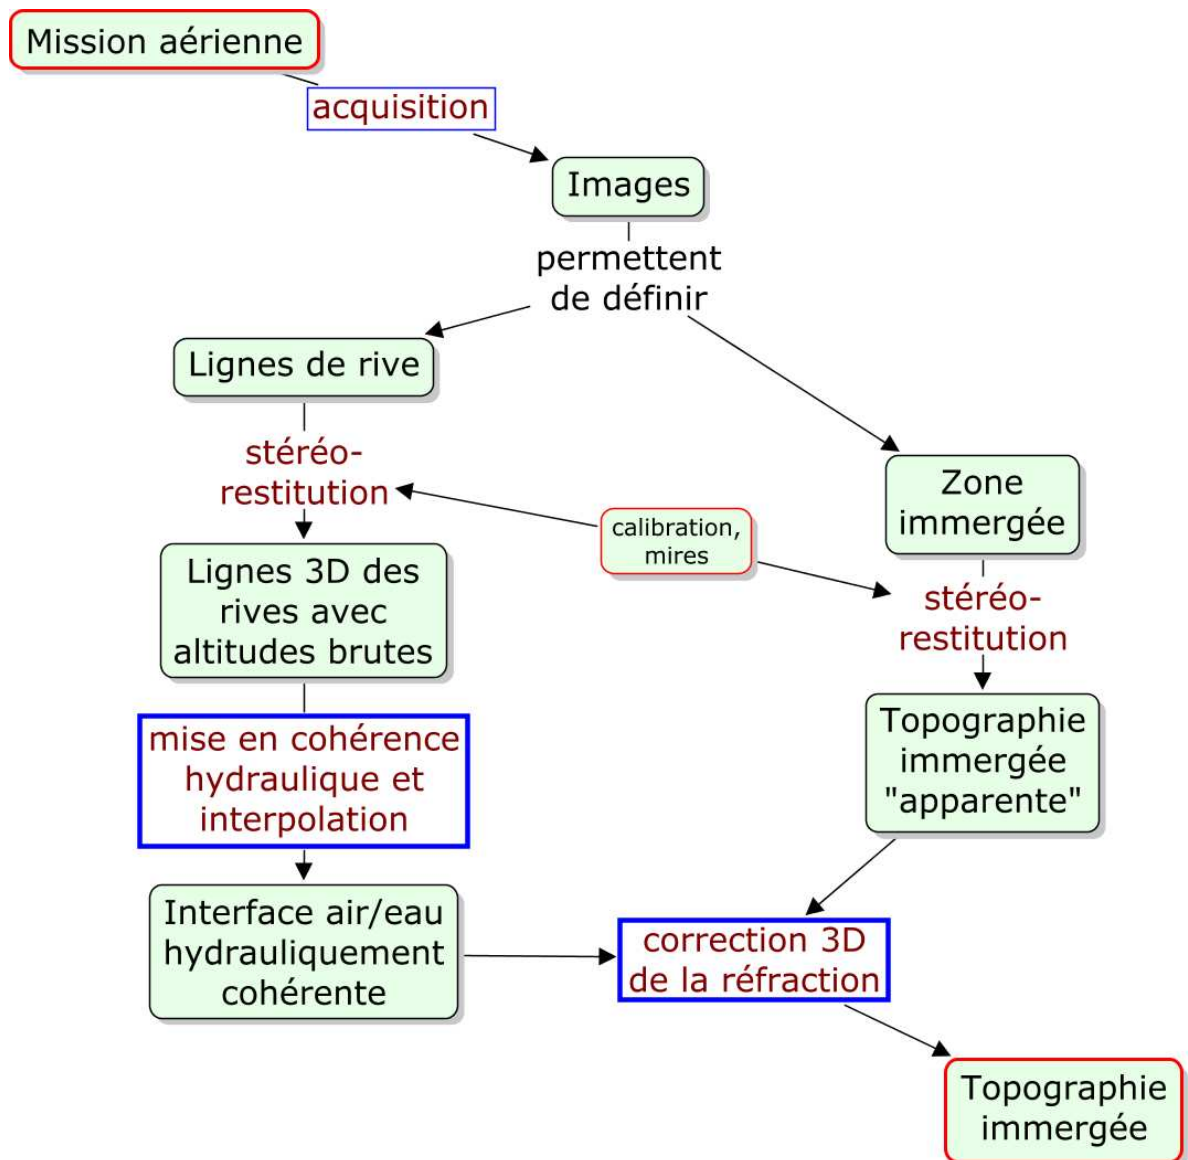 Mission aérienne
acquisition
Images
permettent
de définir
Lignes de rive
stéréo-
restitution
Zone
immergée
calibration,
mires
Lignes 3D des
rives avec
altitudes brutes
stéréo-
restitution
mise en cohérence
hydraulique et
interpolation
Topographie
immergée
"apparente"
Interface air/eau
hydrauliquement
cohérente
correction 3D
de la réfraction
Topographie
immergée